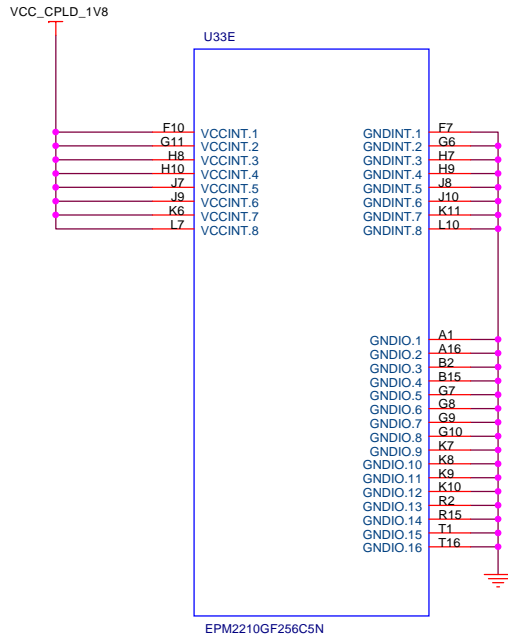 VCC_CPLD_1V8
U33E
F10 VCCINT.1 GNDINT.1 F7
G11 VCCINT.2 GNDINT.2 G6
H8 VCCINT.3 GNDINT.3 H7
H10 VCCINT.4 GNDINT.4 H9
J7 VCCINT.5 GNDINT.5 J8
J9 VCCINT.6 GNDINT.6 J10
K6 VCCINT.7 GNDINT.7 K11
L7 VCCINT.8 GNDINT.8 L10
GNDIO.1 A1
GNDIO.2 A16
GNDIO.3 B2
GNDIO.4 B15
GNDIO.5 G7
GNDIO.6 G8
GNDIO.7 G9
GNDIO.8 G10
GNDIO.9 K7
GNDIO.10 K8
GNDIO.11 K9
GNDIO.12 K10
GNDIO.13 R2
GNDIO.14 R15
GNDIO.15 T1
GNDIO.16 T16
EPM2210GF256C5N